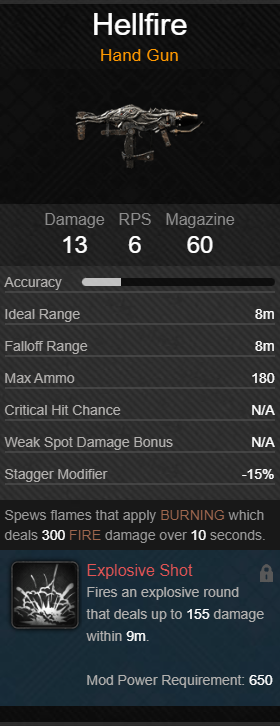 Hellfire
Hand Gun
Damage RPS Magazine
13 6 60
Accuracy
Ideal Range 8m
Falloff Range 8m
Max Ammo 180
Critical Hit Chance N/A
Weak Spot Damage Bonus N/A
Stagger Modifier -15%
Spews flames that apply BURNING which
deals 300 FIRE damage over 10 seconds.
Explosive Shot
Fires an explosive round
that deals up to 155 damage
within 9m.
Mod Power Requirement: 650